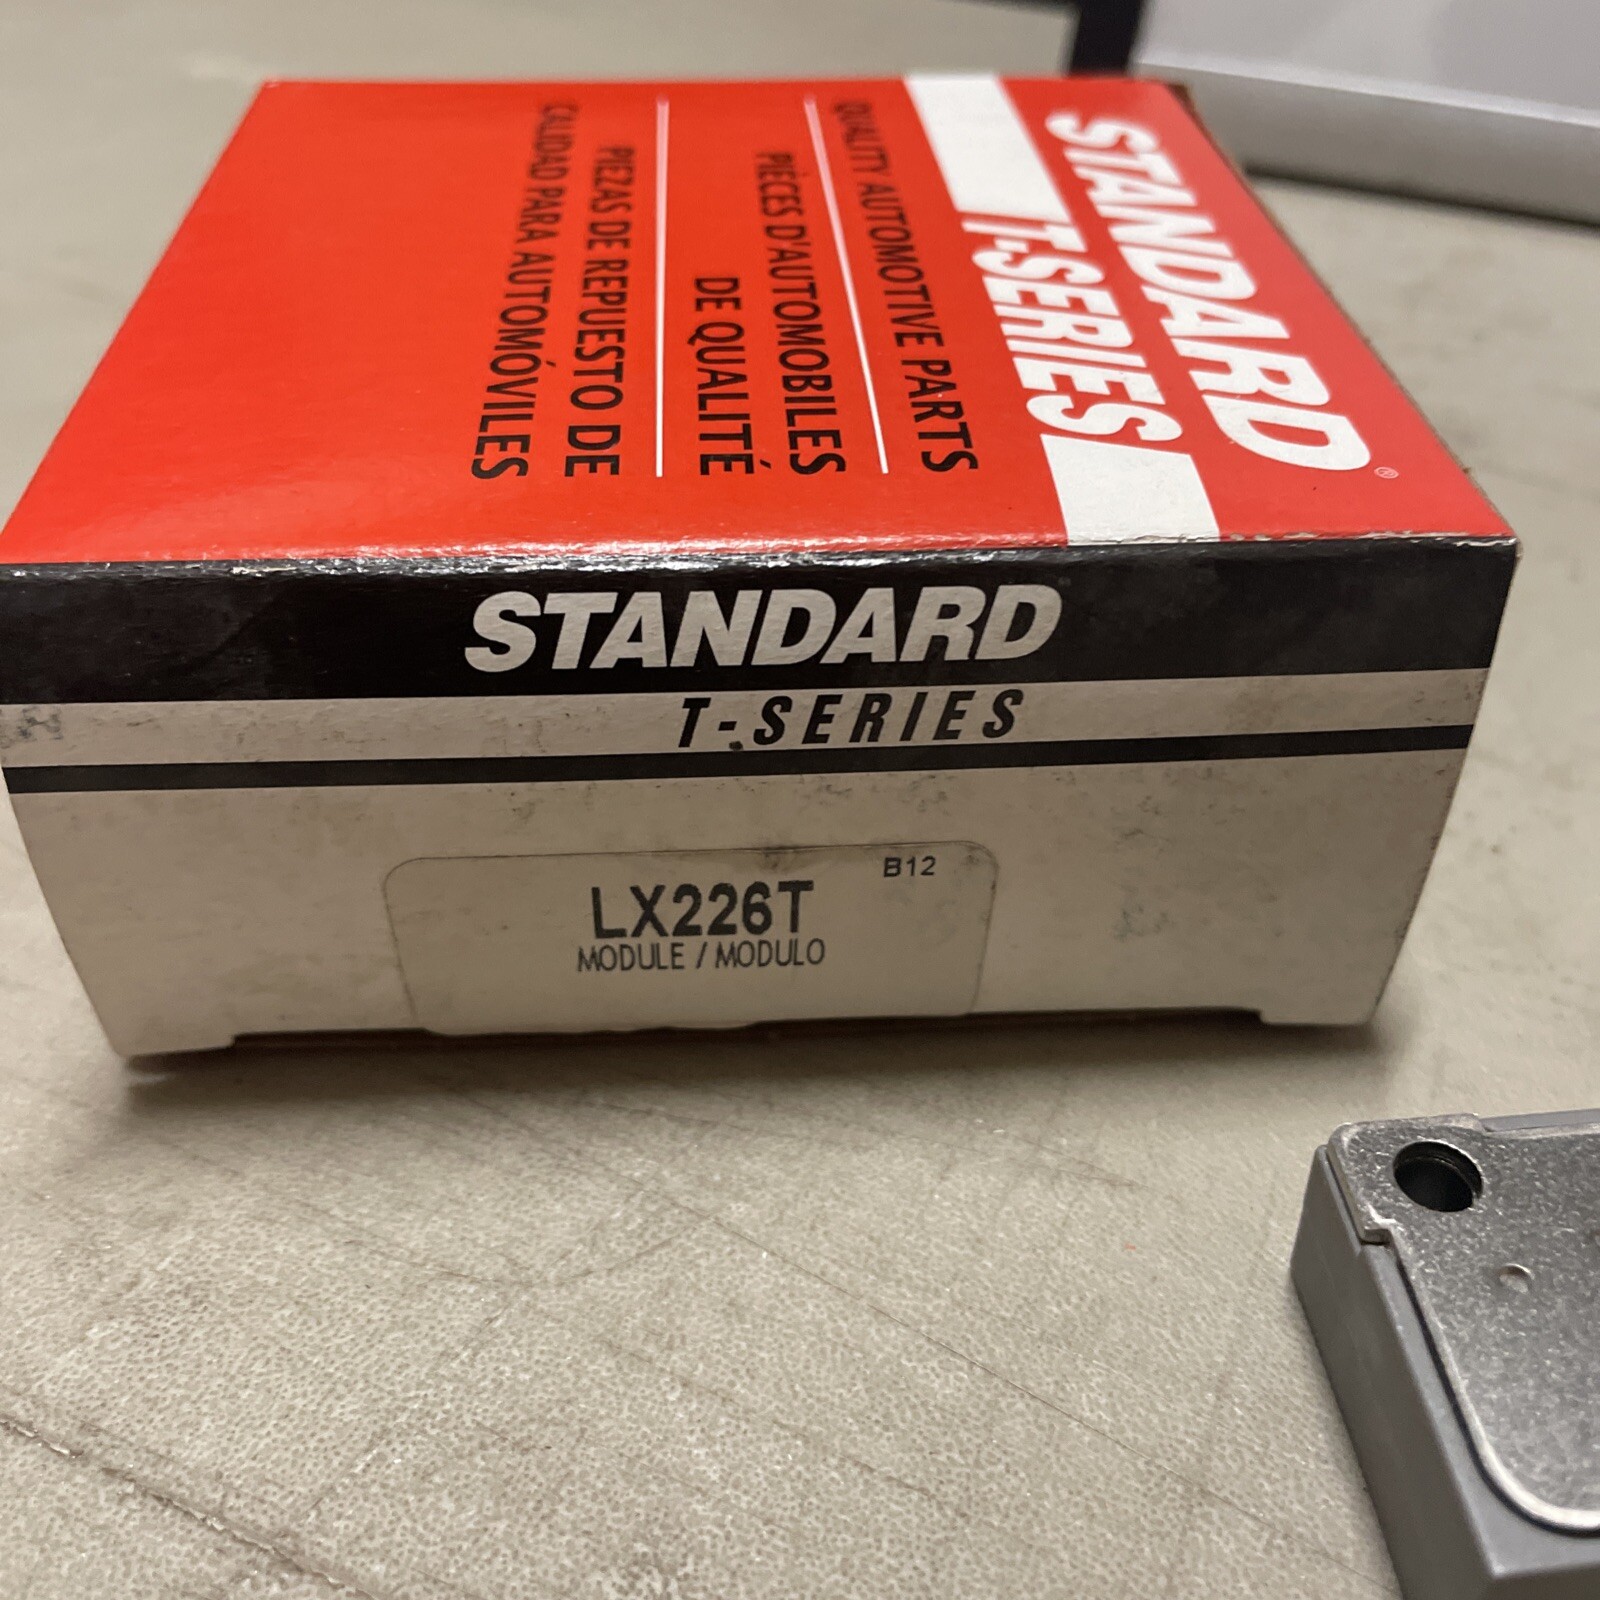 STANDARD®
T-SERIES
QUALITY AUTOMOTIVE PARTS
PIÈCES D'AUTOMOBILES
DE QUALITÉ
PIEZAS DE REPUESTO DE
CALIDAD PARA AUTOMÓVILES
STANDARD
T-SERIES
B12
LX226T
MODULE / MODULO